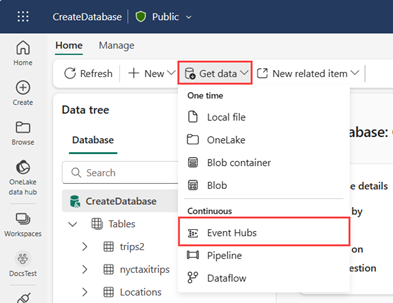 CreateDatabase
Public
Home
Manage
Refresh
New
Get data
New related item
Home
Create
Browse
OneLake
data hub
Workspaces
DocsTest
Data tree
Database
Search
CreateDatabase
Tables
trips2
nyctaxitrips
Locations
One time
Local file
OneLake
Blob container
Blob
Continuous
Event Hubs
Pipeline
Dataflow
base:
e details
by
on
estion